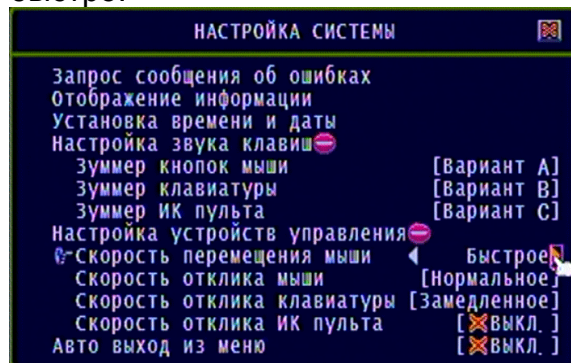 быстро.
НАСТРОЙКА СИСТЕМЫ
Запрос сообщения об ошибках
Отображение информации
Установка времени и даты
Настройка звука клавиш
Зуммер кнопок мыши [Вариант A]
Зуммер клавиатуры [Вариант B]
Зуммер ИК пульта [Вариант C]
Настройка устройств управления
Скорость перемещения мыши Быстрое
Скорость отклика мыши [Нормальное]
Скорость отклика клавиатуры [Замедленное]
Скорость отклика ИК пульта [ВЫКЛ.]
Авто выход из меню [ВЫКЛ.]